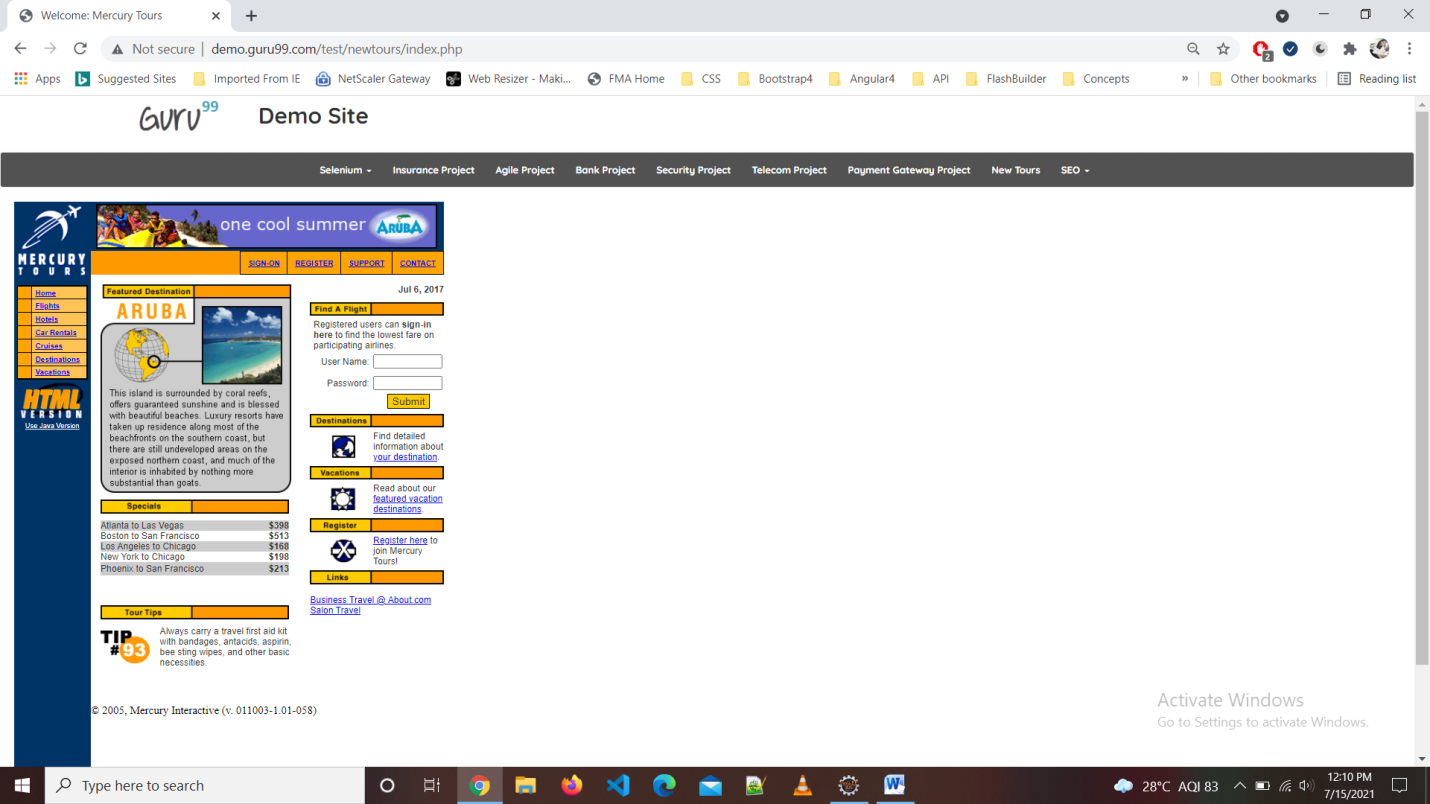 Welcome: Mercury Tours
Not secure | demo.guru99.com/test/newtours/index.php
2
Apps
Suggested Sites
Imported From IE
NetScaler Gateway
Web Resizer - Maki...
FMA Home
CSS
Bootstrap4
Angular4
API
FlashBuilder
Concepts
»
Other bookmarks
Reading list
Guru99
Demo Site
Selenium
Insurance Project
Agile Project
Bank Project
Security Project
Telecom Project
Payment Gateway Project
New Tours
SEO
MERCURY
TOURS
one cool summer
ARUBA
SIGN-ON
REGISTER
SUPPORT
CONTACT
Home
Flights
Hotels
Car Rentals
Cruises
Destinations
Vacations
HTML
VERSION
Use Java Version
Featured Destination
ARUBA
This island is surrounded by coral reefs,
offers guaranteed sunshine and is blessed
with beautiful beaches. Luxury resorts have
taken up residence along most of the
beachfronts on the southern coast, but
there are still undeveloped areas on the
exposed northern coast, and much of the
interior is inhabited by nothing more
substantial than goats.
Specials
Atlanta to Las Vegas $398
Boston to San Francisco $513
Los Angeles to Chicago $168
New York to Chicago $198
Phoenix to San Francisco $213
Tour Tips
TIP
#93
Always carry a travel first aid kit
with bandages, antacids, aspirin,
bee sting wipes, and other basic
necessities.
Jul 6, 2017
Find A Flight
Registered users can sign-in
here to find the lowest fare on
participating airlines.
User Name:
Password:
Submit
Destinations
Find detailed
information about
your destination.
Vacations
Read about our
featured vacation
destinations.
Register
Register here to
join Mercury
Tours!
Links
Business Travel @ About.com
Salon Travel
© 2005, Mercury Interactive (v. 011003-1.01-058)
Activate Windows
Go to Settings to activate Windows.
Type here to search
28°C AQI 83
12:10 PM
7/15/2021